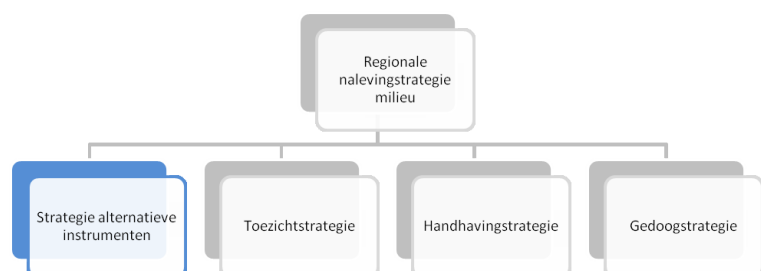 Regionale
nalevingstrategie
milieu
Strategie alternatieve
instrumenten
Toezichtstrategie
Handhavingstrategie
Gedoogstrategie